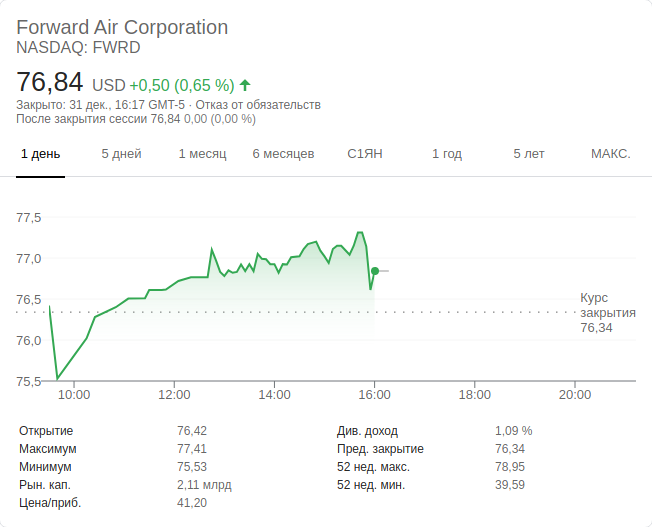 Forward Air Corporation
NASDAQ: FWRD
76,84 USD +0,50 (0,65 %)
Закрыто: 31 дек., 16:17 GMT-5 · Отказ от обязательств
После закрытия сессии 76,84 0,00 (0,00 %)
1 день 5 дней 1 месяц 6 месяцев С1ЯН 1 год 5 лет МАКС.
77,5
77,0
76,5
Курс
закрытия
76,34
76,0
75,5
10:00 12:00 14:00 16:00 18:00 20:00
Открытие 76,42 Див. доход 1,09 %
Максимум 77,41 Пред. закрытие 76,34
Минимум 75,53 52 нед. макс. 78,95
Рын. кап. 2,11 млрд 52 нед. мин. 39,59
Цена/приб. 41,20